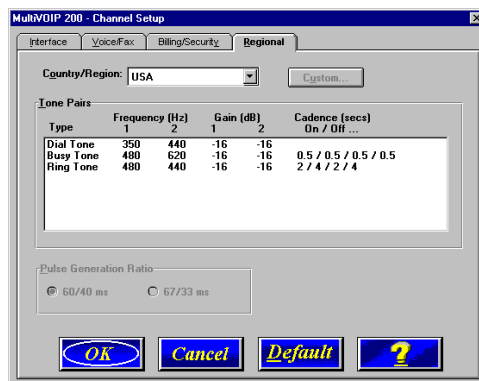 MultiVOIP 200 - Channel Setup
Interface Voice/Fax Billing/Security Regional
Country/Region: USA Custom...
Tone Pairs
Frequency (Hz) Gain (dB) Cadence (secs)
Type 1 2 1 2 On / Off ...
Dial Tone 350 440 -16 -16
Busy Tone 480 620 -16 -16 0.5 / 0.5 / 0.5 / 0.5
Ring Tone 480 440 -16 -16 2 / 4 / 2 / 4
Pulse Generation Ratio
60/40 ms 67/33 ms
OK Cancel Default ?